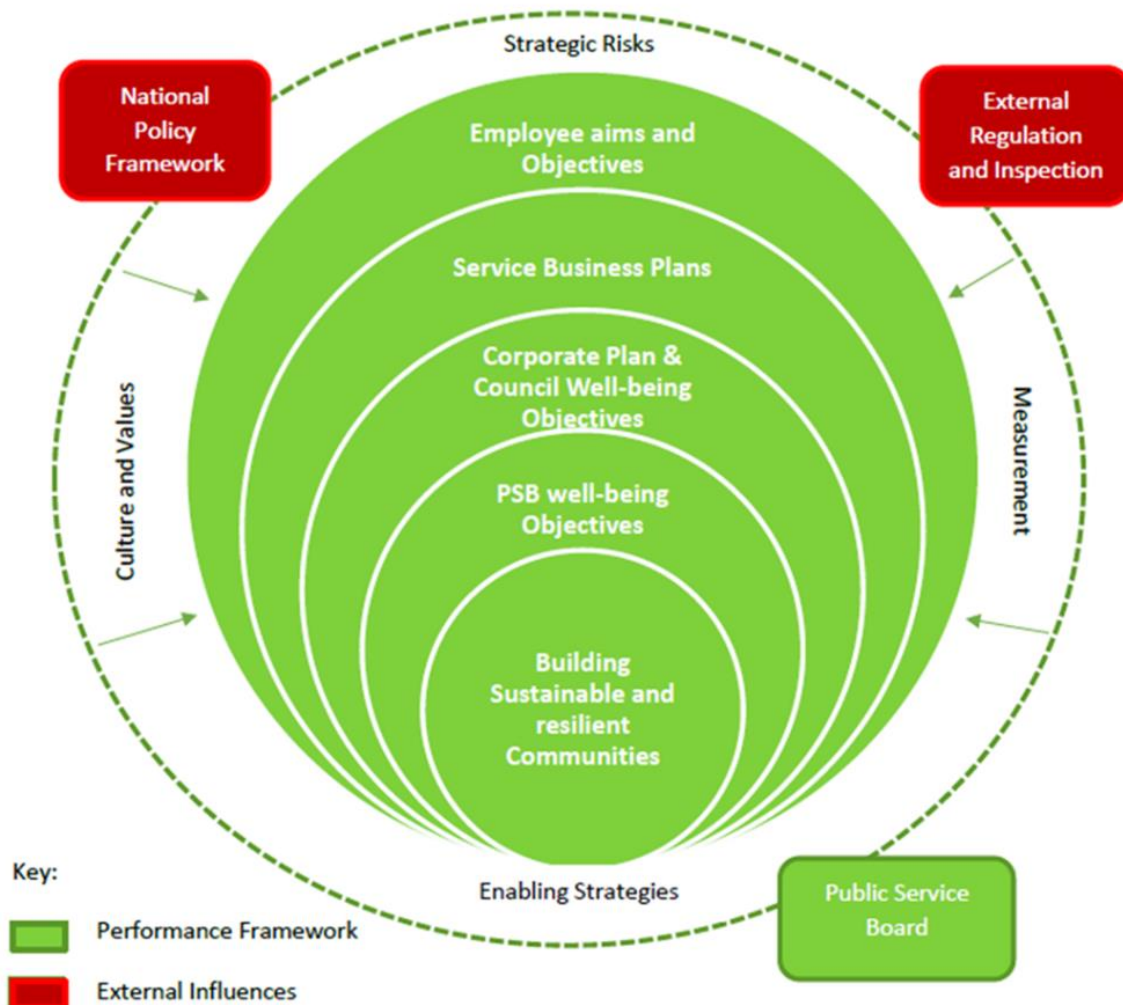 Strategic Risks
National
Policy
Framework
External
Regulation
and Inspection
Employee aims and
Objectives
Service Business Plans
Corporate Plan &
Council Well-being
Objectives
Culture and Values
Measurement
PSB well-being
Objectives
Building
Sustainable and
resilient
Communities
Enabling Strategies
Public Service
Board
Key:
Performance Framework
External Influences